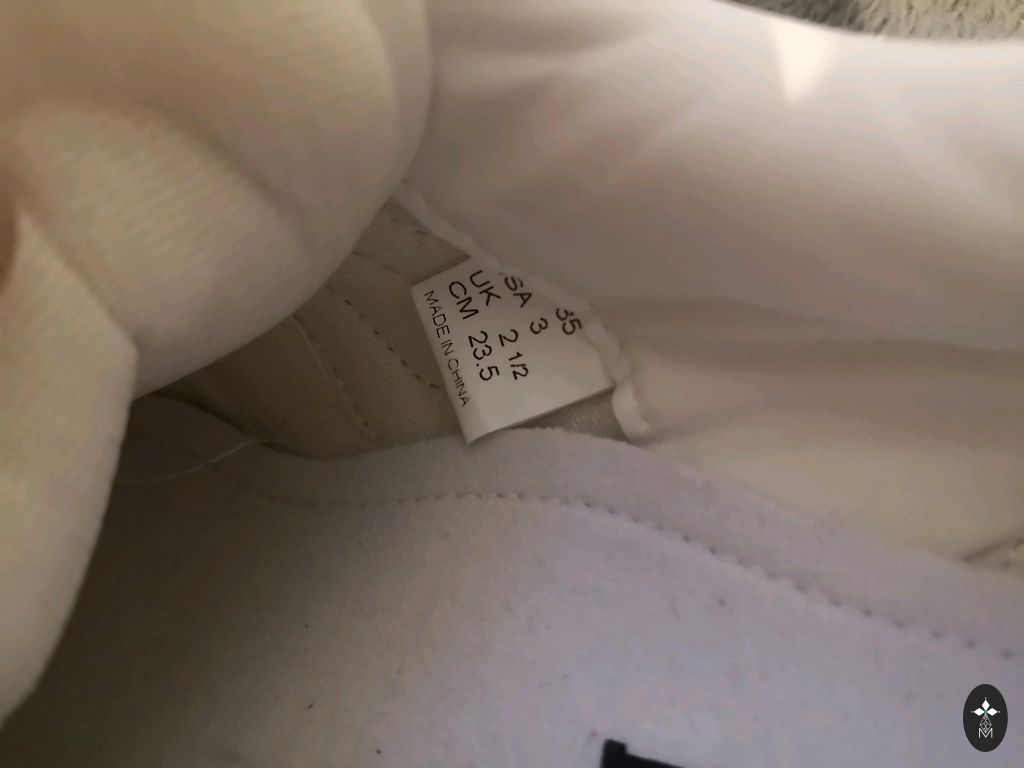 35
SA 3
UK 2 1/2
CM 23.5
MADE IN CHINA
M